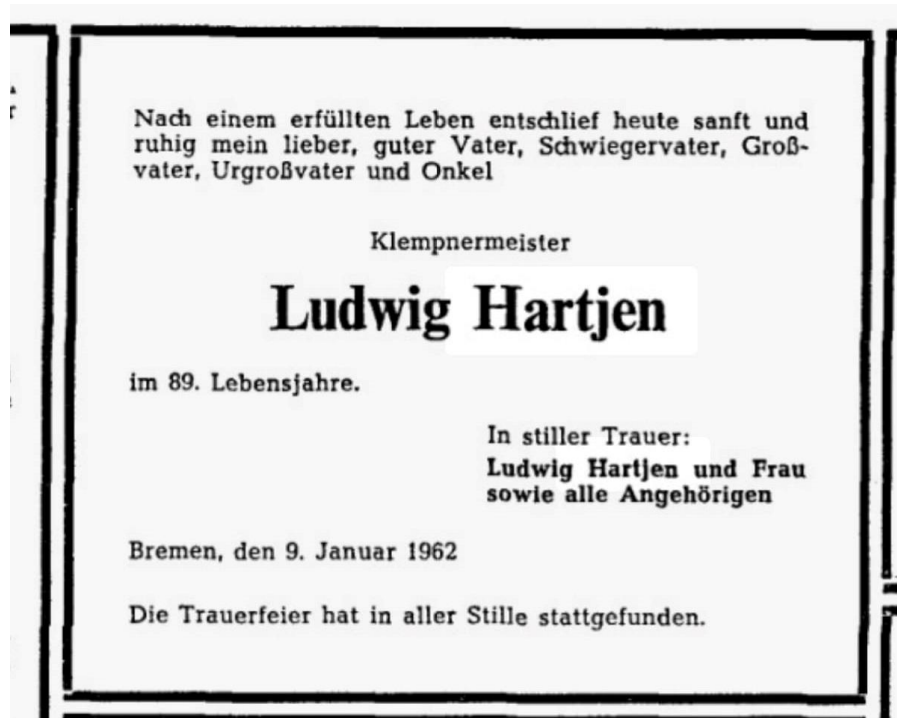 Nach einem erfüllten Leben entschlief heute sanft und
ruhig mein lieber, guter Vater, Schwiegervater, Groß-
vater, Urgroßvater und Onkel
Klempnermeister
Ludwig Hartjen
im 89. Lebensjahre.
In stiller Trauer:
Ludwig Hartjen und Frau
sowie alle Angehörigen
Bremen, den 9. Januar 1962
Die Trauerfeier hat in aller Stille stattgefunden.